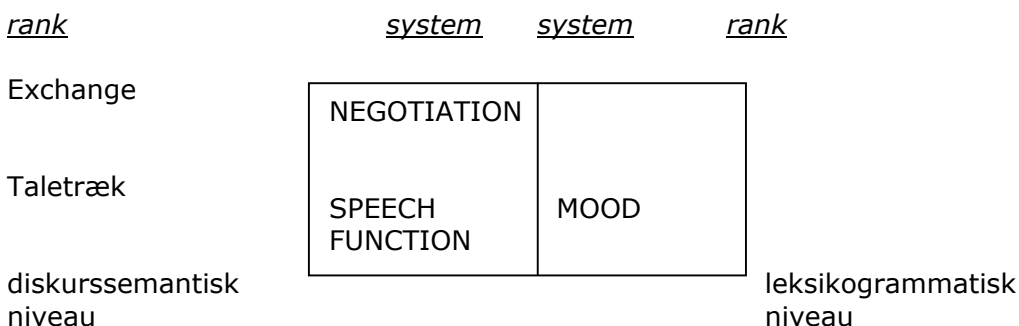 rank system system rank
Exchange
NEGOTIATION
Taletræk
SPEECH MOOD
FUNCTION
diskurssemantisk leksikogrammatisk
niveau niveau